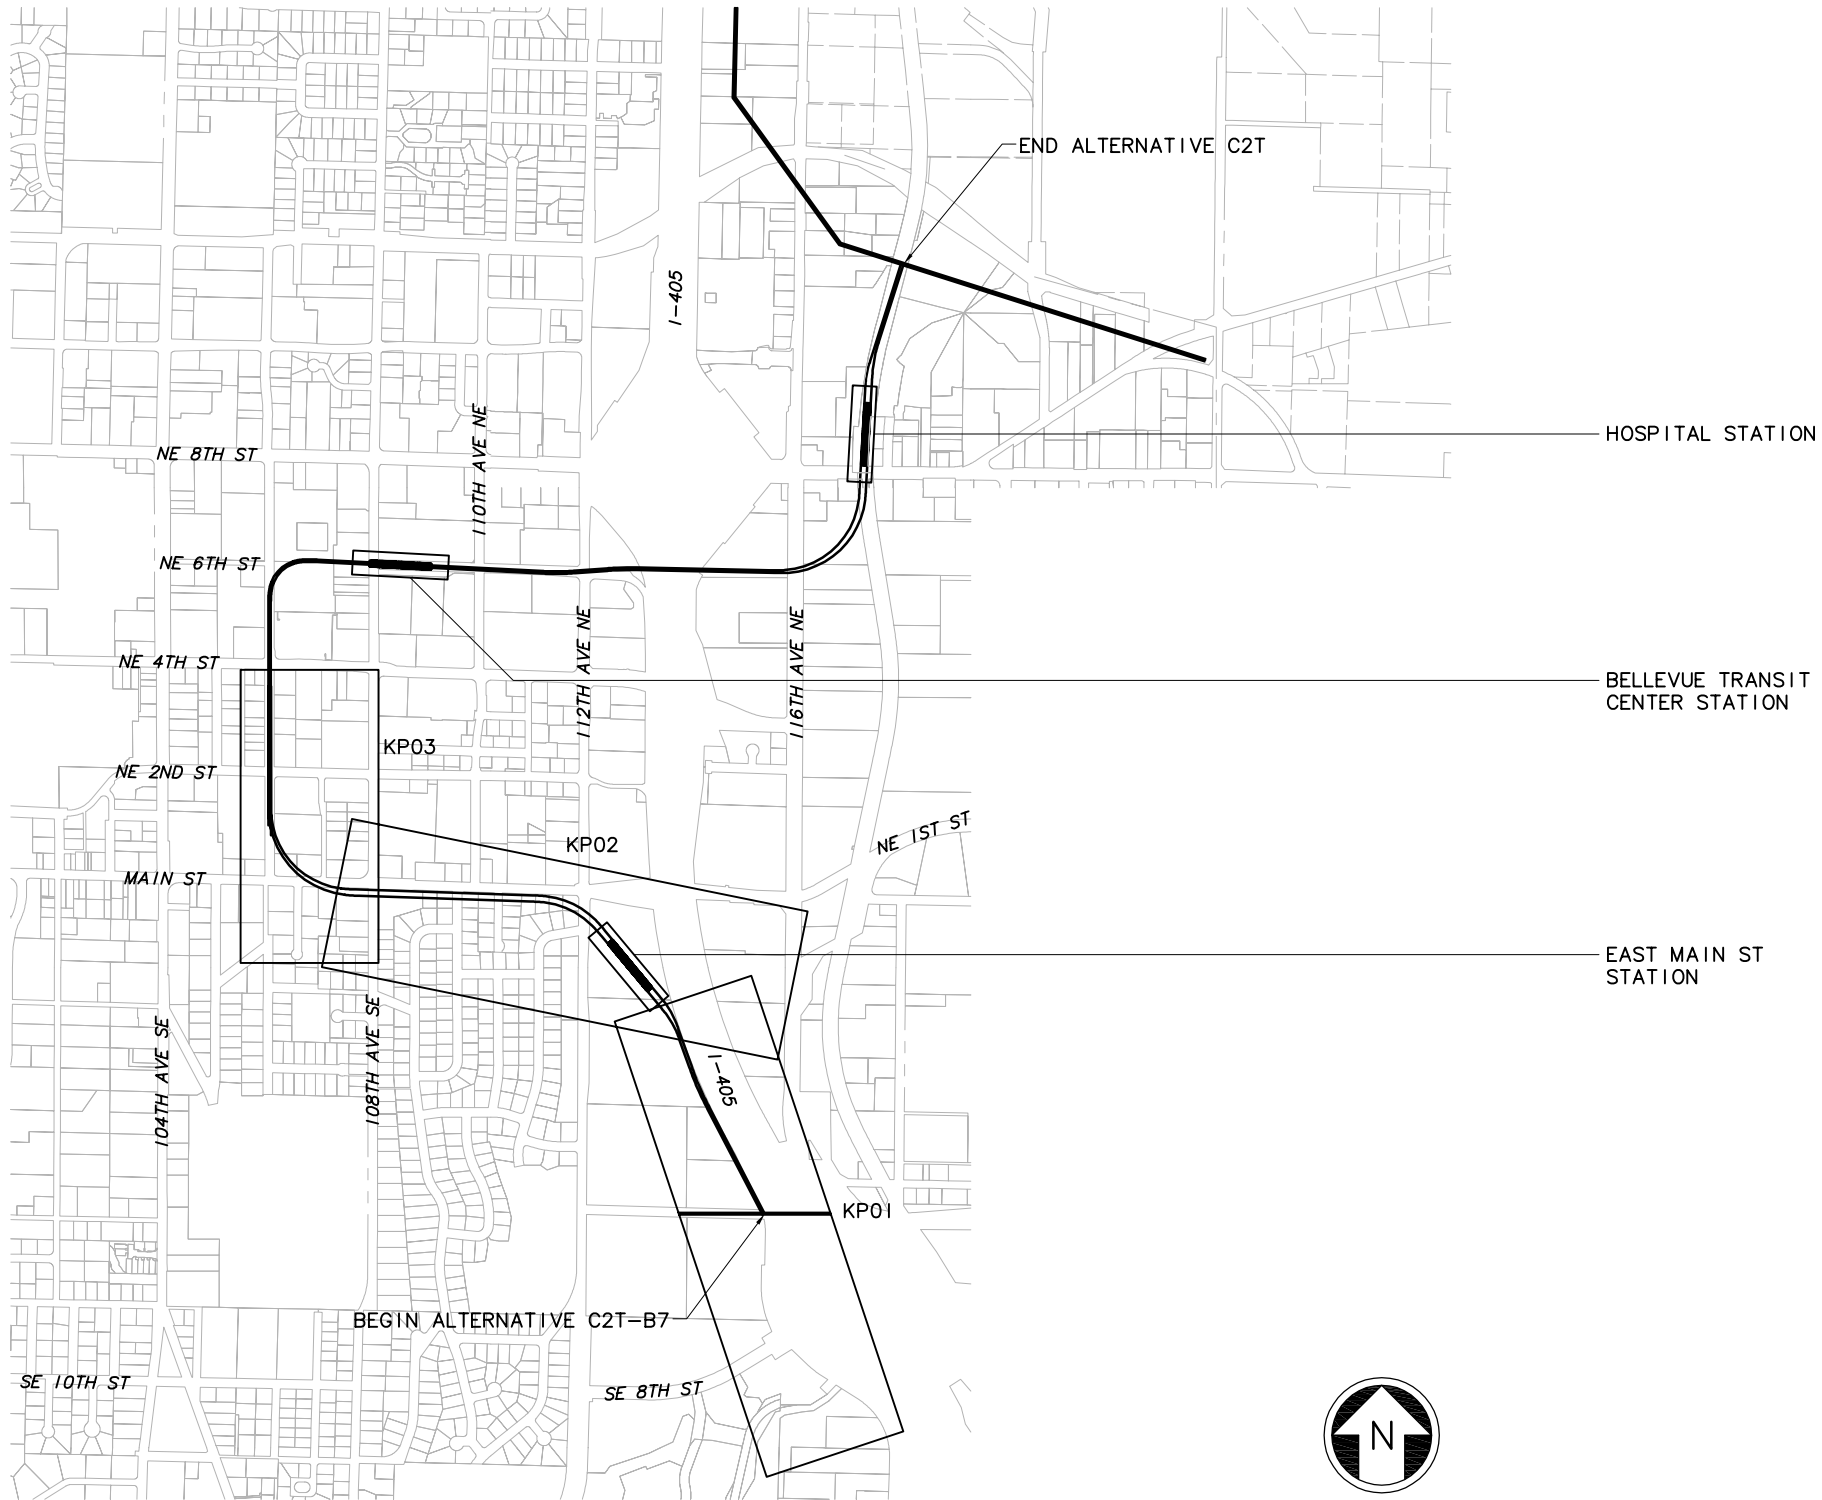 END ALTERNATIVE C2T
I-405
110TH AVE NE
HOSPITAL STATION
NE 8TH ST
NE 6TH ST
112TH AVE NE
116TH AVE NE
NE 4TH ST
BELLEVUE TRANSIT
CENTER STATION
KP03
NE 2ND ST
NE 1ST ST
KP02
MAIN ST
EAST MAIN ST
STATION
104TH AVE SE
108TH AVE SE
I-405
KP01
BEGIN ALTERNATIVE C2T-B7
SE 10TH ST
SE 8TH ST
N